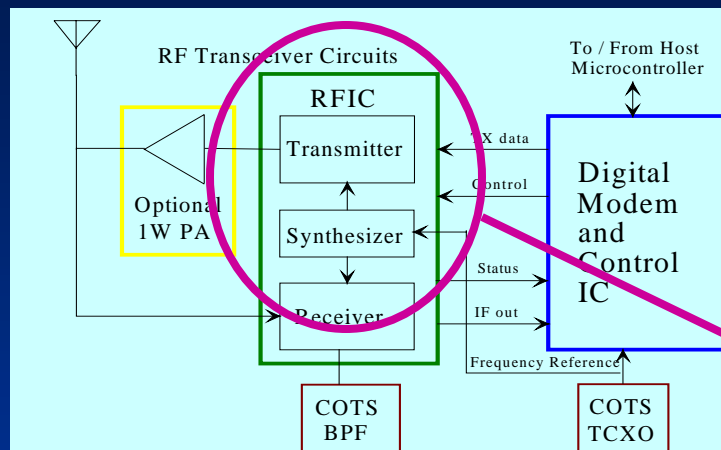 RF Transceiver Circuits
To / From Host
Microcontroller
RFIC
Transmitter
TX data
Digital
Modem
and
Control
IC
Control
Optional
1W PA
Synthesizer
Status
Receiver
IF out
Frequency Reference
COTS
BPF
COTS
TCXO